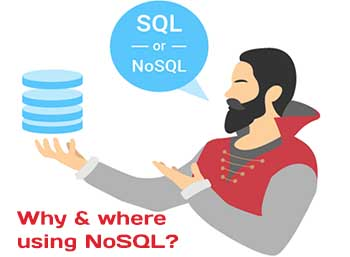 SQL
or
NoSQL
Why & where
using NoSQL?